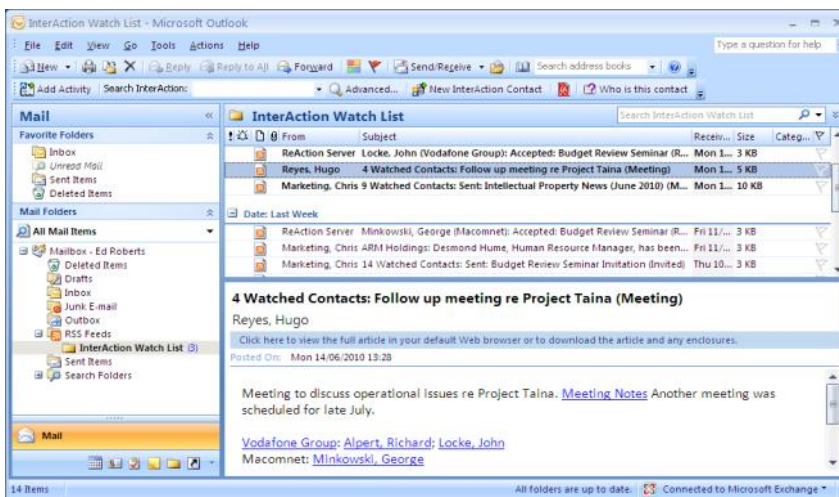 InterAction Watch List - Microsoft Outlook
File Edit View Go Tools Actions Help Type a question for help
New Reply Reply to All Forward Send/Receive Search address books
Add Activity Search InterAction: Advanced... New InterAction Contact Who is this contact
Mail
Favorite Folders
Inbox
Unread Mail
Sent Items
Deleted Items
Mail Folders
All Mail Items
Mailbox - Ed Roberts
Deleted Items
Drafts
Inbox
Junk E-mail
Outbox
RSS Feeds
InterAction Watch List (3)
Sent Items
Search Folders
Mail
InterAction Watch List Search InterAction Watch List
From Subject Receiv... Size Categ...
ReAction Server Locke, John (Vodafone Group): Accepted: Budget Review Seminar (R... Mon 1... 3 KB
Reyes, Hugo 4 Watched Contacts: Follow up meeting re Project Taina (Meeting) Mon 1... 5 KB
Marketing, Chris 9 Watched Contacts: Sent: Intellectual Property News (June 2010) (M... Mon 1... 10 KB
Date: Last Week
ReAction Server Minkowski, George (Macomnet): Accepted: Budget Review Seminar (R... Fri 11/... 3 KB
Marketing, Chris ARM Holdings: Desmond Hume, Human Resource Manager, has been... Fri 11/... 3 KB
Marketing, Chris 14 Watched Contacts: Sent: Budget Review Seminar Invitation (Invited) Thu 10... 3 KB
4 Watched Contacts: Follow up meeting re Project Taina (Meeting)
Reyes, Hugo
Click here to view the full article in your default Web browser or to download the article and any enclosures.
Posted On: Mon 14/06/2010 13:28
Meeting to discuss operational issues re Project Taina. Meeting Notes Another meeting was
scheduled for late July.
Vodafone Group: Alpert, Richard; Locke, John
Macomnet: Minkowski, George
14 Items All folders are up to date. Connected to Microsoft Exchange